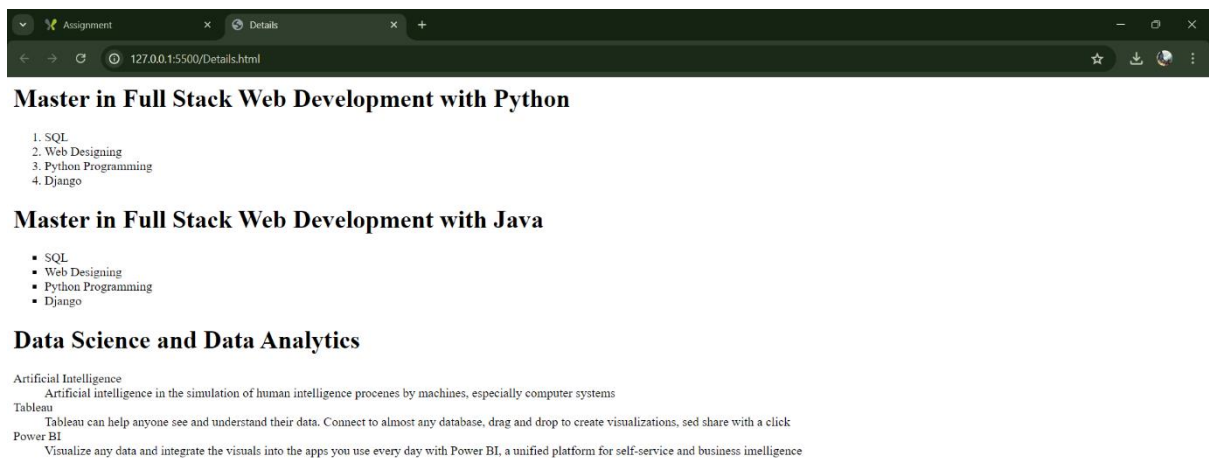 Assignment
Details
127.0.0.1:5500/Details.html
Master in Full Stack Web Development with Python
1. SQL
2. Web Designing
3. Python Programming
4. Django
Master in Full Stack Web Development with Java
▪ SQL
▪ Web Designing
▪ Python Programming
▪ Django
Data Science and Data Analytics
Artificial Intelligence
Artificial intelligence in the simulation of human intelligence procenes by machines, especially computer systems
Tableau
Tableau can help anyone see and understand their data. Connect to almost any database, drag and drop to create visualizations, sed share with a click
Power BI
Visualize any data and integrate the visuals into the apps you use every day with Power BI, a unified platform for self-service and business imelligence